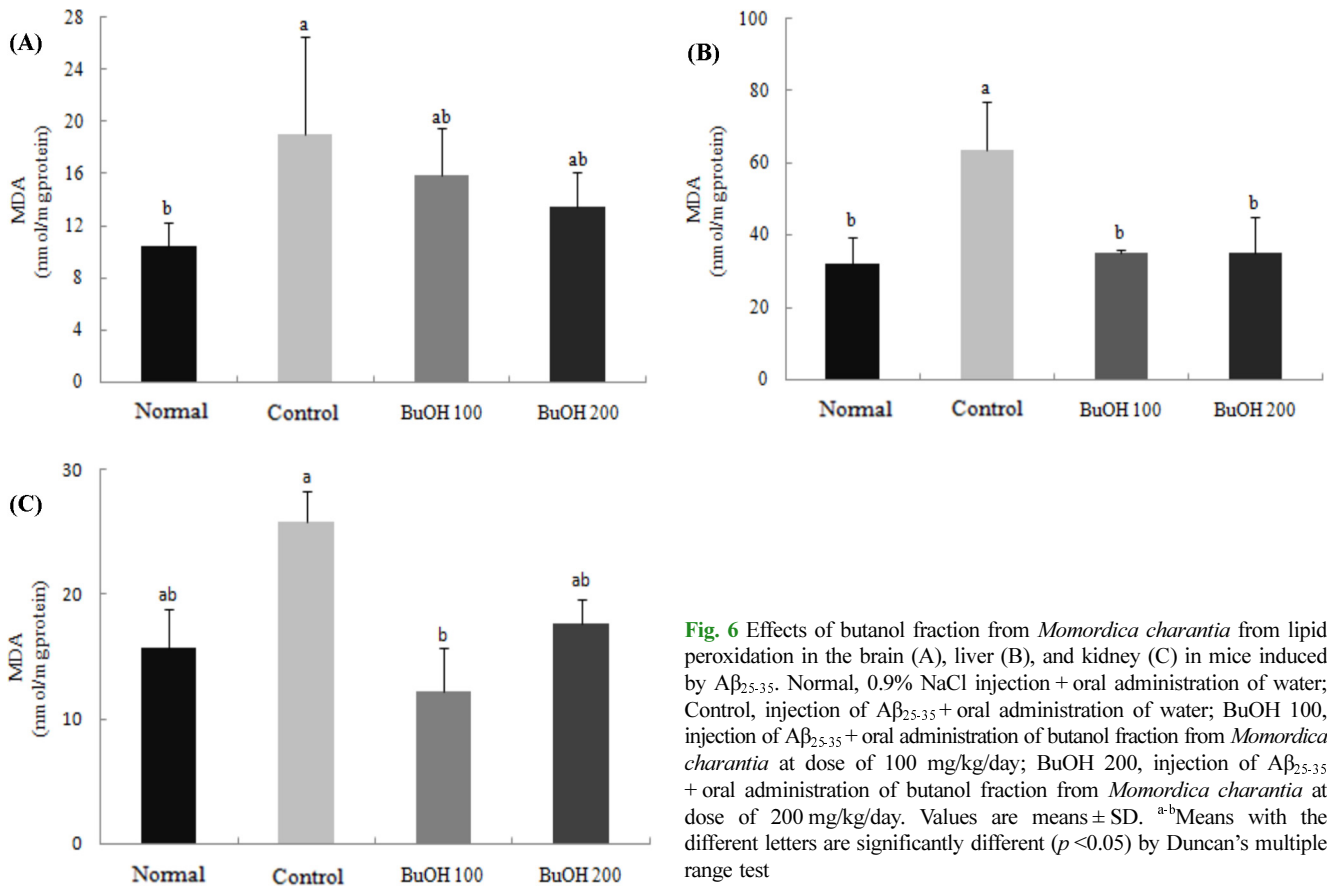 (A)
28
24
20
16
12
8
4
0
MDA
(nm ol/m gprotein)
b
a
ab
ab
Normal
Control
BuOH 100
BuOH 200
(B)
100
80
60
40
20
0
MDA
(nm ol/m gprotein)
b
a
b
b
Normal
Control
BuOH 100
BuOH 200
(C)
30
20
10
0
MDA
(nm ol/m gprotein)
ab
a
b
ab
Normal
Control
BuOH 100
BuOH 200
Fig. 6 Effects of butanol fraction from Momordica charantia from lipid
peroxidation in the brain (A), liver (B), and kidney (C) in mice induced
by Aβ25-35. Normal, 0.9% NaCl injection + oral administration of water;
Control, injection of Aβ25-35 + oral administration of water; BuOH 100,
injection of Aβ25-35 + oral administration of butanol fraction from Momordica
charantia at dose of 100 mg/kg/day; BuOH 200, injection of Aβ25-35
+ oral administration of butanol fraction from Momordica charantia at
dose of 200 mg/kg/day. Values are means ± SD. a-bMeans with the
different letters are significantly different (p <0.05) by Duncan's multiple
range test